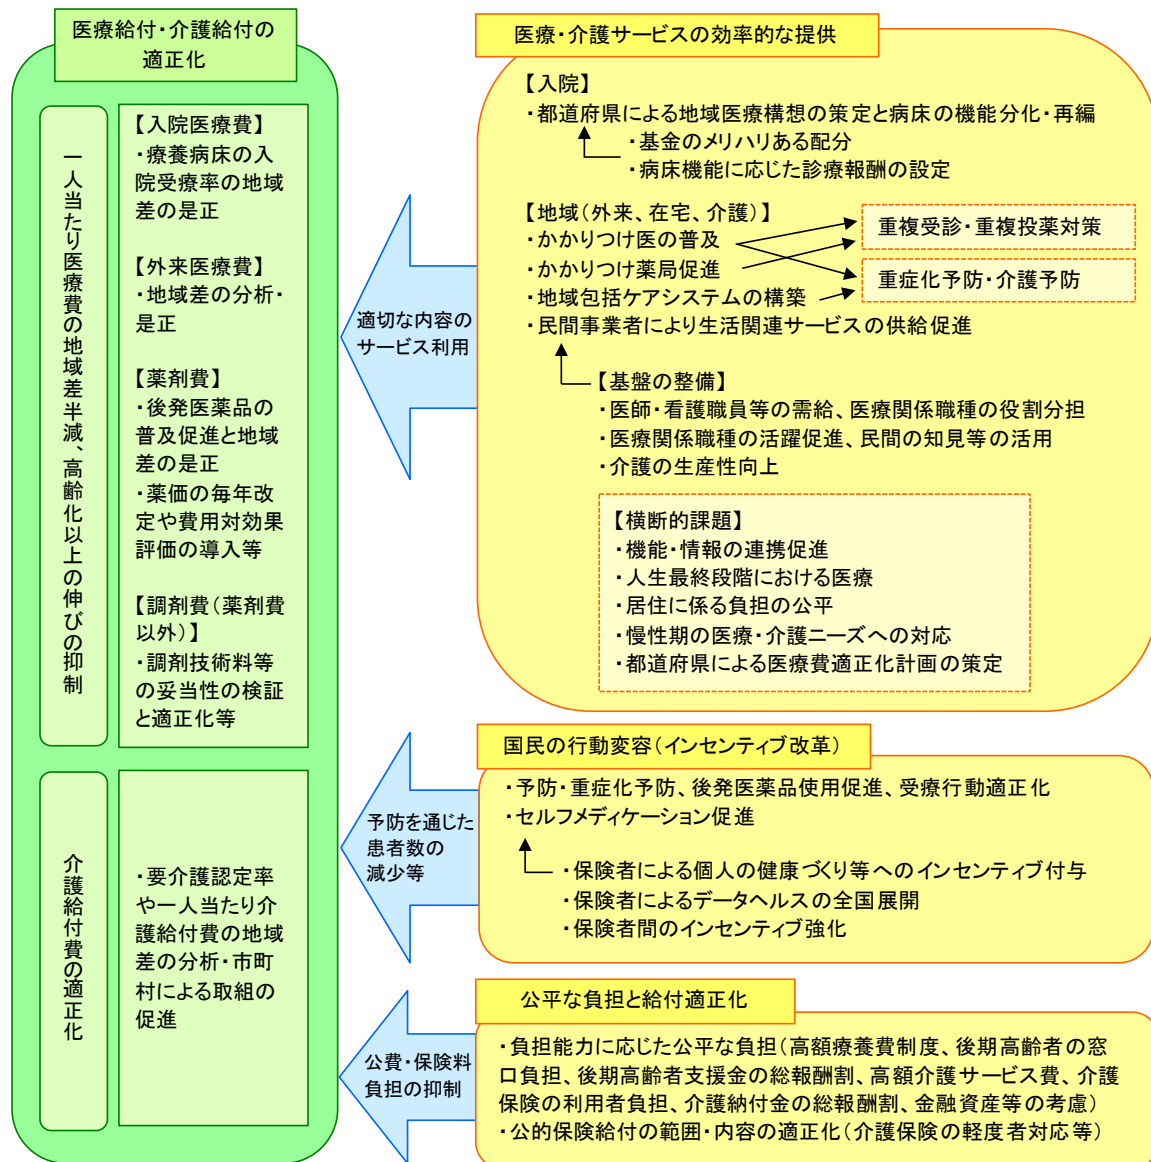 医療給付・介護給付の
適正化
一人当たり医療費の地域差半減、高齢化以上の伸びの抑制
【入院医療費】
・療養病床の入
院受療率の地域
差の是正
【外来医療費】
・地域差の分析・
是正
【薬剤費】
・後発医薬品の
普及促進と地域
差の是正
・薬価の毎年改
定や費用対効果
評価の導入等
【調剤費(薬剤費
以外)】
・調剤技術料等
の妥当性の検証
と適正化等
介護給付費の適正化
・要介護認定率
や一人当たり介
護給付費の地域
差の分析・市町
村による取組の
促進
適切な内容の
サービス利用
予防を通じた
患者数の
減少等
公費・保険料
負担の抑制
医療・介護サービスの効率的な提供
【入院】
・都道府県による地域医療構想の策定と病床の機能分化・再編
・基金のメリハリある配分
・病床機能に応じた診療報酬の設定
【地域(外来、在宅、介護)】
・かかりつけ医の普及
・かかりつけ薬局促進
・地域包括ケアシステムの構築
・民間事業者により生活関連サービスの供給促進
重複受診・重複投薬対策
重症化予防・介護予防
【基盤の整備】
・医師・看護職員等の需給、医療関係職種の役割分担
・医療関係職種の活躍促進、民間の知見等の活用
・介護の生産性向上
【横断的課題】
・機能・情報の連携促進
・人生最終段階における医療
・居住に係る負担の公平
・慢性期の医療・介護ニーズへの対応
・都道府県による医療費適正化計画の策定
国民の行動変容(インセンティブ改革)
・予防・重症化予防、後発医薬品使用促進、受療行動適正化
・セルフメディケーション促進
・保険者による個人の健康づくり等へのインセンティブ付与
・保険者によるデータヘルスの全国展開
・保険者間のインセンティブ強化
公平な負担と給付適正化
・負担能力に応じた公平な負担(高額療養費制度、後期高齢者の窓
口負担、後期高齢者支援金の総報酬割、高額介護サービス費、介護
保険の利用者負担、介護納付金の総報酬割、金融資産等の考慮)
・公的保険給付の範囲・内容の適正化(介護保険の軽度者対応等)